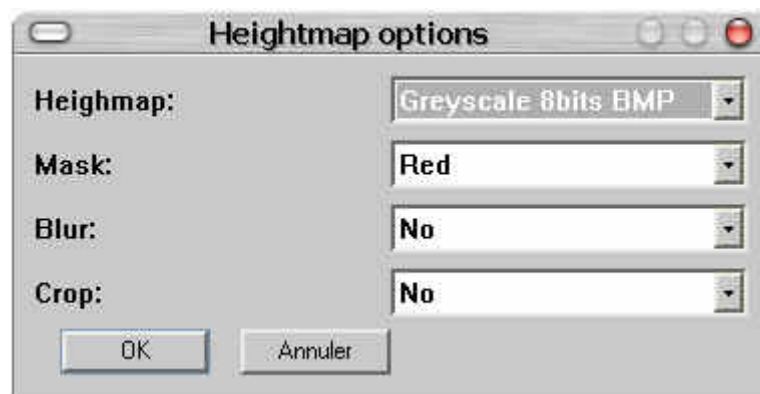 Heightmap options
Heighmap: Greyscale 8bits BMP
Mask: Red
Blur: No
Crop: No
OK Annuler